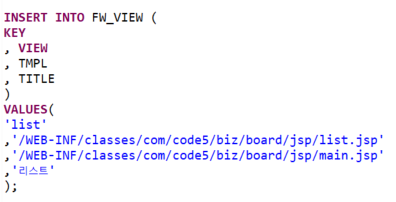 INSERT INTO FW_VIEW (
KEY
, VIEW
, TMPL
, TITLE
)
VALUES(
'list'
,'/WEB-INF/classes/com/code5/biz/board/jsp/list.jsp'
,'/WEB-INF/classes/com/code5/biz/board/jsp/main.jsp'
,'리스트'
);